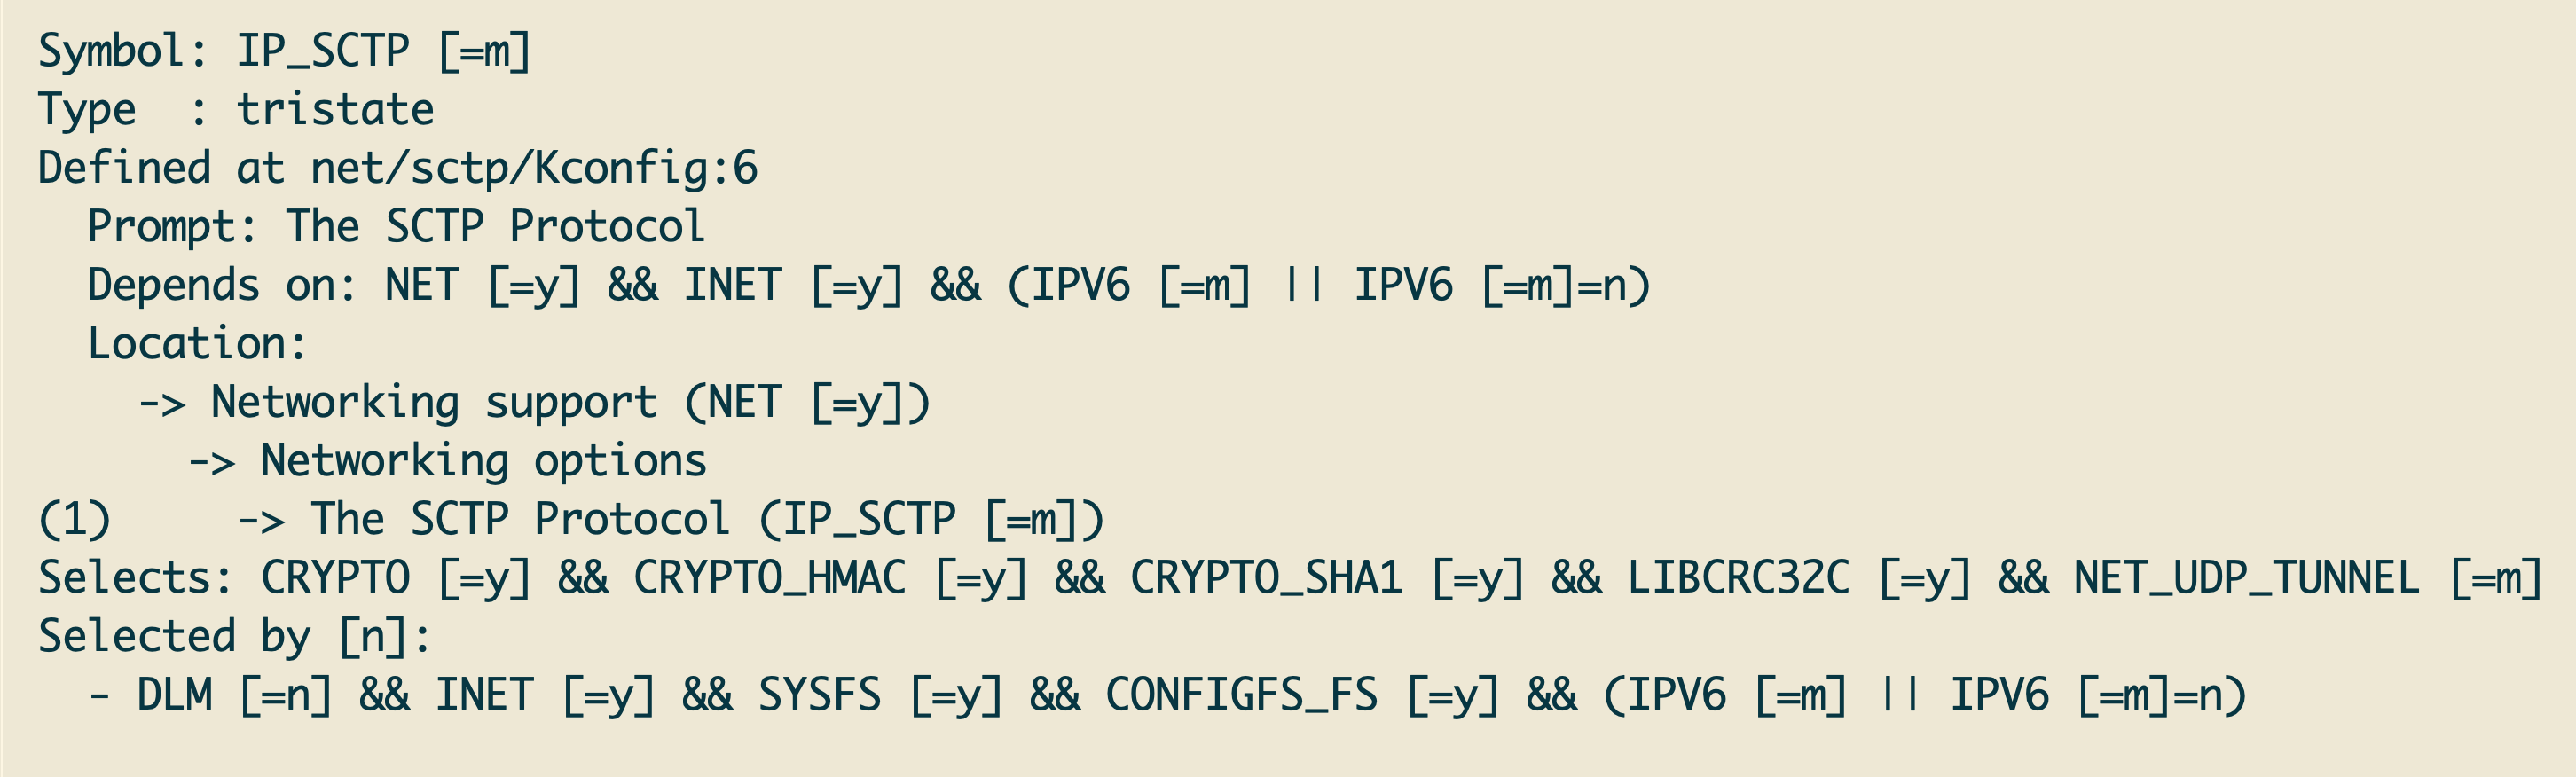 Symbol: IP_SCTP [=m]
Type  : tristate
Defined at net/sctp/Kconfig:6
  Prompt: The SCTP Protocol
  Depends on: NET [=y] && INET [=y] && (IPV6 [=m] || IPV6 [=m]=n)
  Location:
    -> Networking support (NET [=y])
      -> Networking options
(1)     -> The SCTP Protocol (IP_SCTP [=m])
Selects: CRYPTO [=y] && CRYPTO_HMAC [=y] && CRYPTO_SHA1 [=y] && LIBCRC32C [=y] && NET_UDP_TUNNEL [=m]
Selected by [n]:
  - DLM [=n] && INET [=y] && SYSFS [=y] && CONFIGFS_FS [=y] && (IPV6 [=m] || IPV6 [=m]=n)